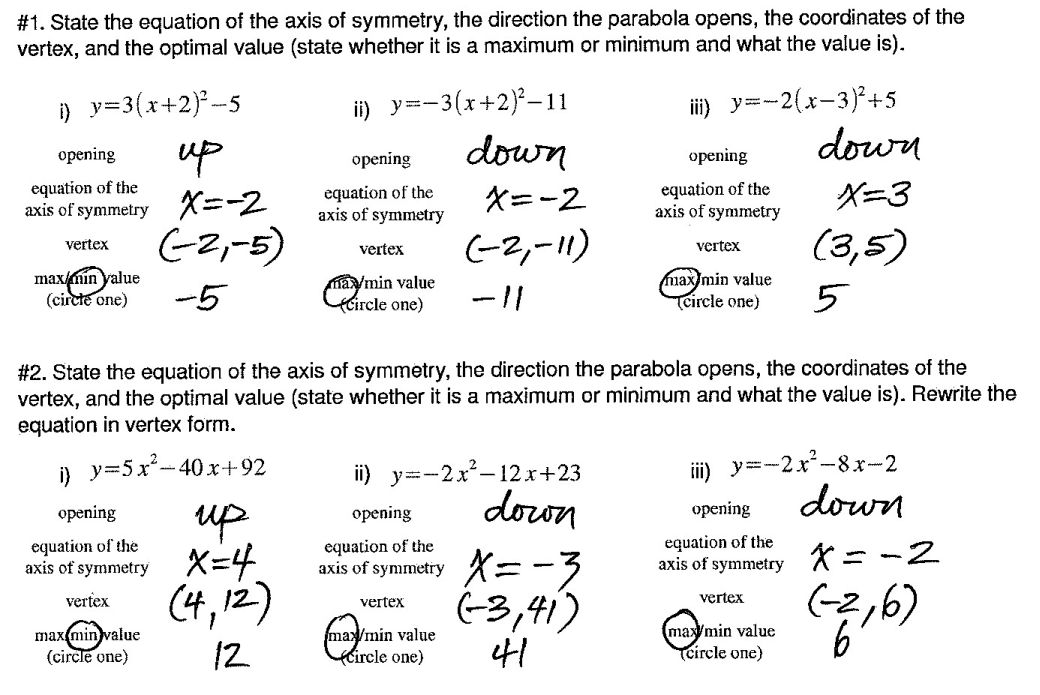 #1. State the equation of the axis of symmetry, the direction the parabola opens, the coordinates of the
vertex, and the optimal value (state whether it is a maximum or minimum and what the value is).
i) y=3(x+2)²−5
ii) y=−3(x+2)²−11
iii) y=−2(x−3)²+5
opening up
opening down
opening down
equation of the
axis of symmetry x=-2
equation of the
axis of symmetry x=-2
equation of the
axis of symmetry x=3
vertex (-2,-5)
vertex (-2,-11)
vertex (3,5)
max/min value
(circle one) -5
max/min value
(circle one) -11
max/min value
(circle one) 5
#2. State the equation of the axis of symmetry, the direction the parabola opens, the coordinates of the
vertex, and the optimal value (state whether it is a maximum or minimum and what the value is). Rewrite the
equation in vertex form.
i) y=5x²−40x+92
ii) y=−2x²−12x+23
iii) y=−2x²−8x−2
opening up
opening down
opening down
equation of the
axis of symmetry x=4
equation of the
axis of symmetry x=-3
equation of the
axis of symmetry x=-2
vertex (4,12)
vertex (-3,41)
vertex (-2,6)
max/min value
(circle one) 12
max/min value
(circle one) 41
max/min value
(circle one) 6